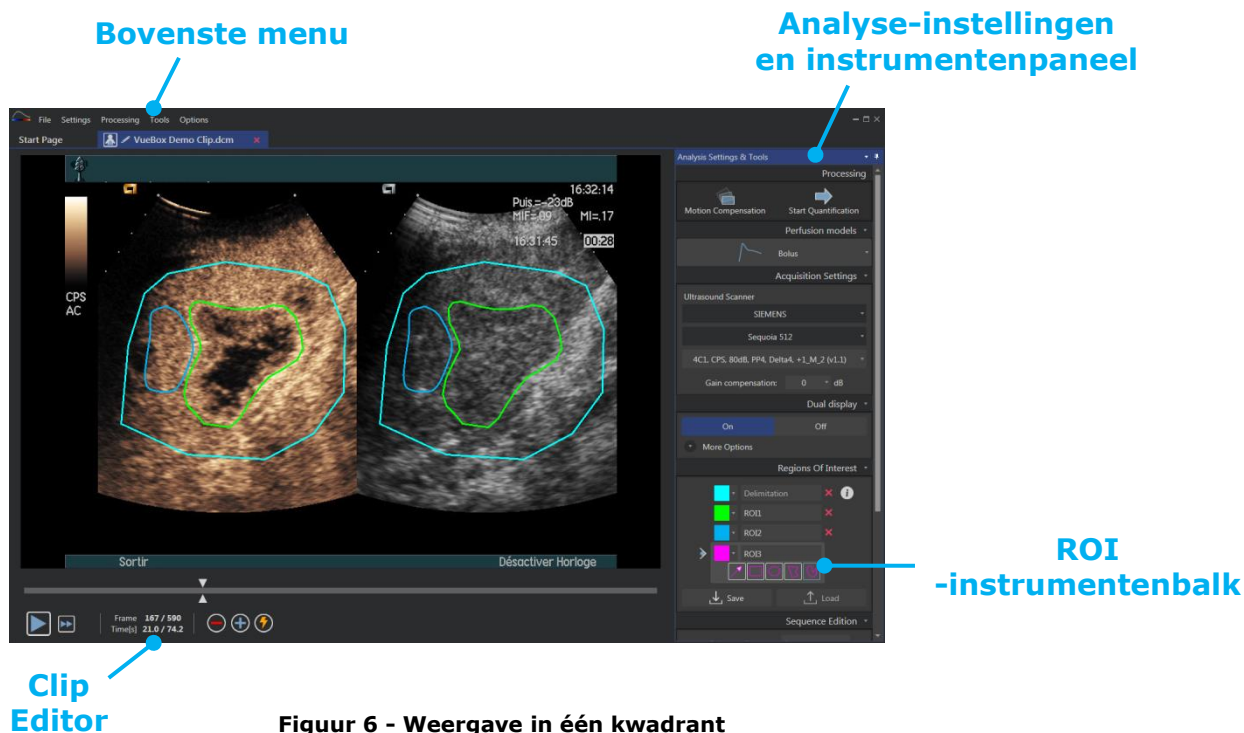 Bovenste menu
Analyse-instellingen
en instrumentenpaneel
File Settings Processing Tools Options
Start Page VueBox Demo Clip.dcm
Analysis Settings & Tools
Processing
Motion Compensation Start Quantification
Perfusion models
Bolus
Acquisition Settings
Ultrasound Scanner
SIEMENS
Sequoia 512
4C1, CPS, 80dB, PP4, Delta4, +1_M_2 (v1.1)
Gain compensation: 0 dB
Dual display
On Off
More Options
Regions Of Interest
Delimitation
ROI1
ROI2
ROI3
Save Load
Sequence Edition
16:32:14
Puis.=-23dB
MIF=.09 MI=.17
16:31:45 00:28
CPS
AC
Sortir Désactiver Horloge
Frame 167 / 590
Time[s] 21.0 / 74.2
ROI
-instrumentenbalk
Clip
Editor
Figuur 6 - Weergave in één kwadrant